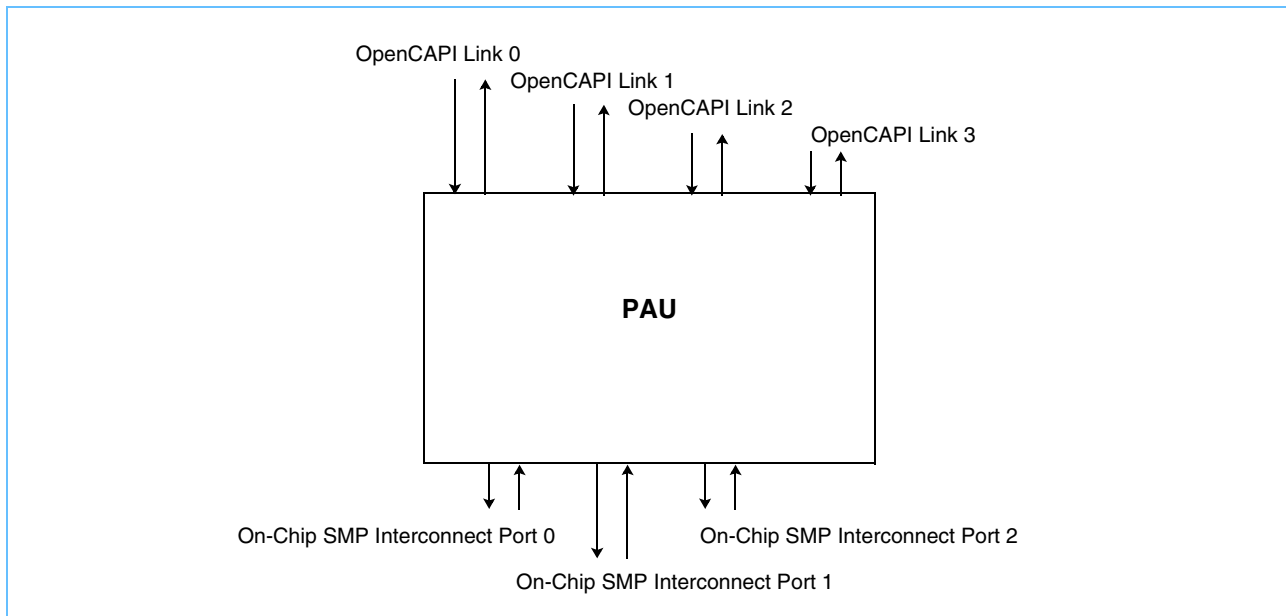 OpenCAPI Link 0
OpenCAPI Link 1
OpenCAPI Link 2
OpenCAPI Link 3
PAU
On-Chip SMP Interconnect Port 0
On-Chip SMP Interconnect Port 2
On-Chip SMP Interconnect Port 1